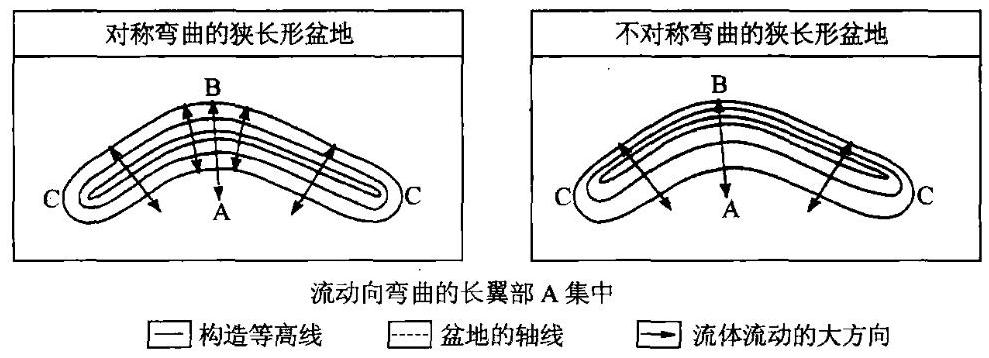 对称弯曲的狭长形盆地
不对称弯曲的狭长形盆地
B
C
A
C
B
C
A
C
流动向弯曲的长翼部 A 集中
构造等高线
盆地的轴线
流体流动的大方向